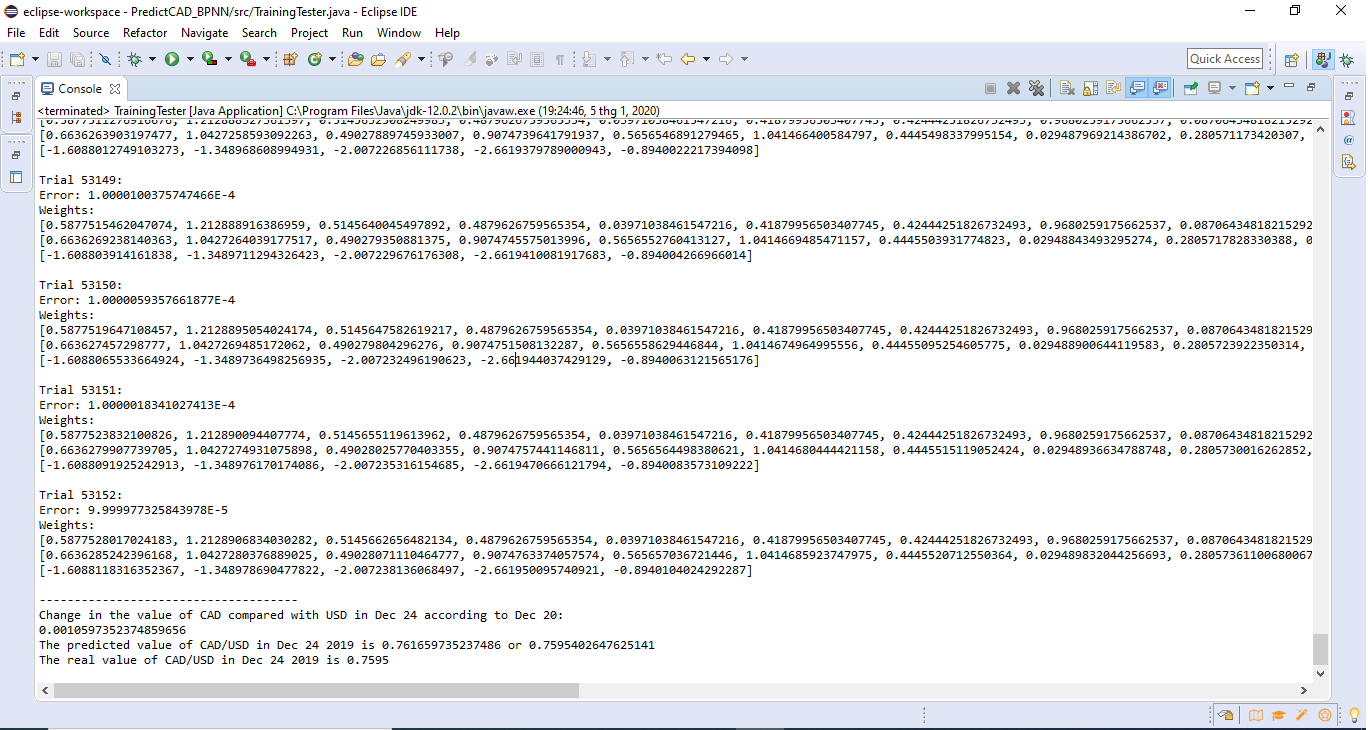 eclipse-workspace - PredictCAD_BPNN/src/TrainingTester.java - Eclipse IDE
File Edit Source Refactor Navigate Search Project Run Window Help
Quick Access
Console
<terminated> TrainingTester [Java Application] C:\Program Files\Java\jdk-12.0.2\bin\javaw.exe (19:24:46, 5 thg 1, 2020)
[0.6636263903197477, 1.0427258593092263, 0.49027889745933007, 0.9074739641791937, 0.5656546891279465, 1.041466400584797, 0.4445498337995154, 0.029487969214386702, 0.280571173420307,
[-1.6088012749103273, -1.348968608994931, -2.007226856111738, -2.66193797890000943, -0.8940022217394098]
Trial 53149:
Error: 1.0000100375747466E-4
Weights:
[0.5877515462047074, 1.212888916386959, 0.5145640045497892, 0.4879626759565354, 0.03971038461547216, 0.41879956503407745, 0.42444251826732493, 0.9680259175662537, 0.0870643481821529​2
[0.6636269238140363, 1.0427264039177517, 0.490279350881375, 0.9074745575013996, 0.5656552760413127, 1.0414669485471157, 0.4445503931774823, 0.02948843493295274, 0.2805717828330388, 0
[-1.608803914161838, -1.3489711294326423, -2.007229676176308, -2.6619410081917683, -0.894004266966014]
Trial 53150:
Error: 1.0000059357661877E-4
Weights:
[0.5877519647108457, 1.2128895054024174, 0.5145647582619217, 0.4879626759565354, 0.03971038461547216, 0.41879956503407745, 0.42444251826732493, 0.9680259175662537, 0.087064348182152​9
[0.663627457298777, 1.0427269485172062, 0.490279804296276, 0.9074751508132287, 0.5656558629446844, 1.0414674964995556, 0.4445509525460​5775, 0.029488900644119583, 0.2805723922350314,
[-1.6088065533664924, -1.3489736498256935, -2.007232496190623, -2.661944037429129, -0.8940063121565176]
Trial 53151:
Error: 1.0000018341027413E-4
Weights:
[0.5877523832100826, 1.212890094407774, 0.5145655119613962, 0.4879626759565354, 0.03971038461547216, 0.41879956503407745, 0.42444251826732493, 0.9680259175662537, 0.08706434818215292
[0.6636279907739705, 1.0427274931075898, 0.49028025770403355, 0.9074757441146811, 0.5656564498380621, 1.0414680444421158, 0.4445515119052424, 0.02948936634788748, 0.2805730016262852,
[-1.6088091925242913, -1.348976170174086, -2.007235316154685, -2.6619470666121794, -0.8940083573109222]
Trial 53152:
Error: 9.999977325843978E-5
Weights:
[0.5877528017024183, 1.2128906834030282, 0.5145662656482134, 0.4879626759565354, 0.03971038461547216, 0.41879956503407745, 0.42444251826732493, 0.9680259175662537, 0.0870643481821529
[0.6636285242396168, 1.0427280376889025, 0.49028071110464777, 0.9074763374057574, 0.565657036721446, 1.0414685923747975, 0.4445520712550364, 0.029489832044256693, 0.28057361100680067
[-1.6088118316352367, -1.348978690477822, -2.007238136068497, -2.661950095740921, -0.8940104024292287]
-----------------------------------
Change in the value of CAD compared with USD in Dec 24 according to Dec 20:
0.0010597352374859656
The predicted value of CAD/USD in Dec 24 2019 is 0.761659735237486 or 0.7595402647625141
The real value of CAD/USD in Dec 24 2019 is 0.7595